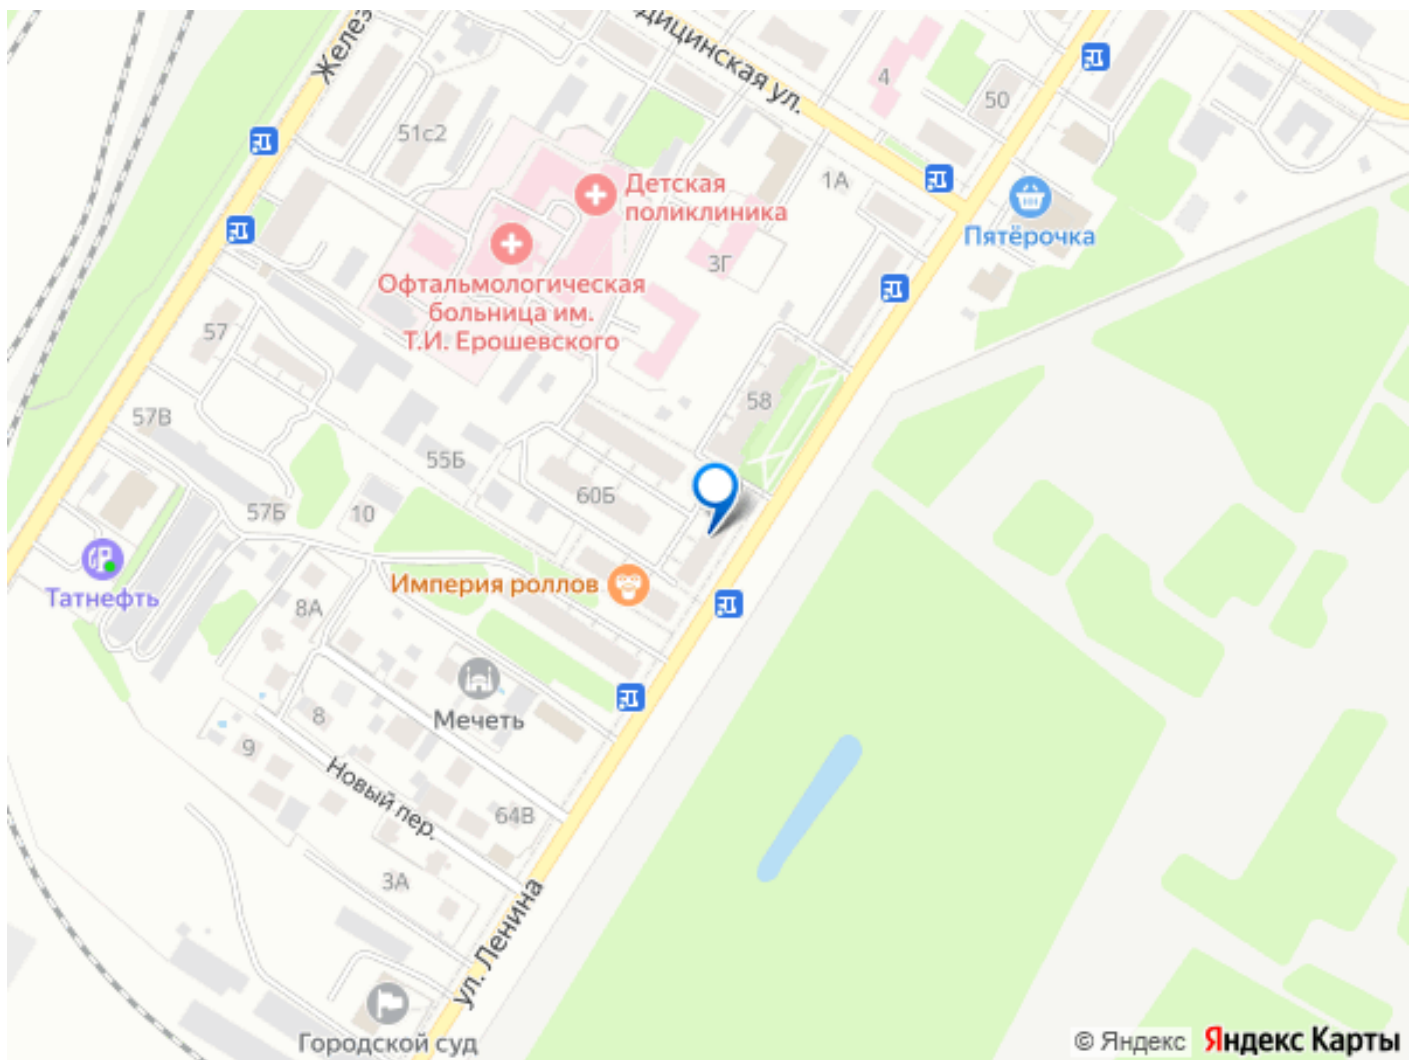 Желез
дицинская ул.
4
50
51с2
1А
Детская
поликлиника
Пятёрочка
3Г
Офтальмологическая
больница им.
Т.И. Ерошевского
57
58
57В
55Б
60Б
57Б
10
Империя роллов
Татнефть
8А
Мечеть
8
9
Новый пер.
64В
3А
ул. Ленина
Городской суд
© Яндекс Яндекс Карты